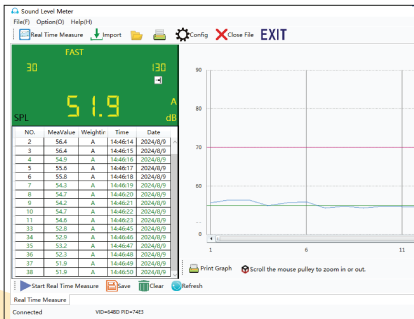 Sound Level Meter
File(F) Option(O) Help(H)
Real Time Measure Import Config Close File EXIT
FAST
30 130
51.9
A
SPL dB
NO. MeaValue Weightir Time Date
2 56.4 A 14:46:14 2024/8/9
3 56.4 A 14:46:15 2024/8/9
4 54.9 A 14:46:16 2024/8/9
5 55.6 A 14:46:17 2024/8/9
6 55.8 A 14:46:18 2024/8/9
7 54.3 A 14:46:19 2024/8/9
8 54.7 A 14:46:20 2024/8/9
9 54.2 A 14:46:21 2024/8/9
10 54.7 A 14:46:22 2024/8/9
11 54.6 A 14:46:23 2024/8/9
33 52.8 A 14:46:45 2024/8/9
34 52.9 A 14:46:46 2024/8/9
35 53.2 A 14:46:47 2024/8/9
36 52.3 A 14:46:48 2024/8/9
37 51.9 A 14:46:49 2024/8/9
38 51.9 A 14:46:50 2024/8/9
90
80
70
60
...
0
1 6 11
Print Graph Scroll the mouse pulley to zoom in or out.
Start Real Time Measure Save Clear Refresh
Real Time Measure
Connected VID=64BD PID=74E3